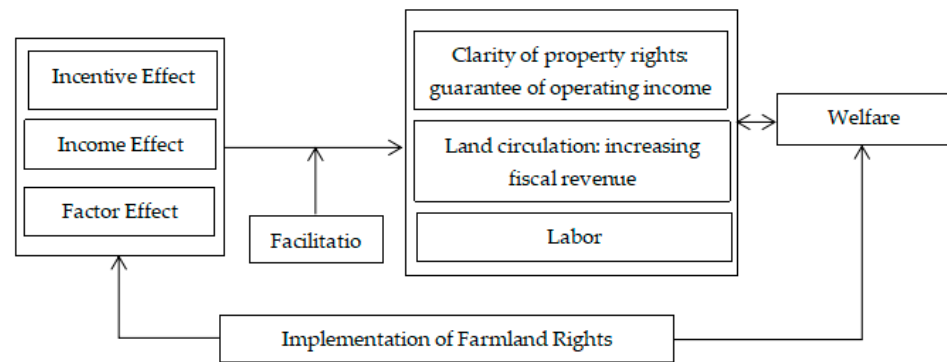 Incentive Effect
Income Effect
Factor Effect
Facilitatio
Clarity of property rights:
guarantee of operating income
Land circulation: increasing
fiscal revenue
Labor
Welfare
Implementation of Farmland Rights